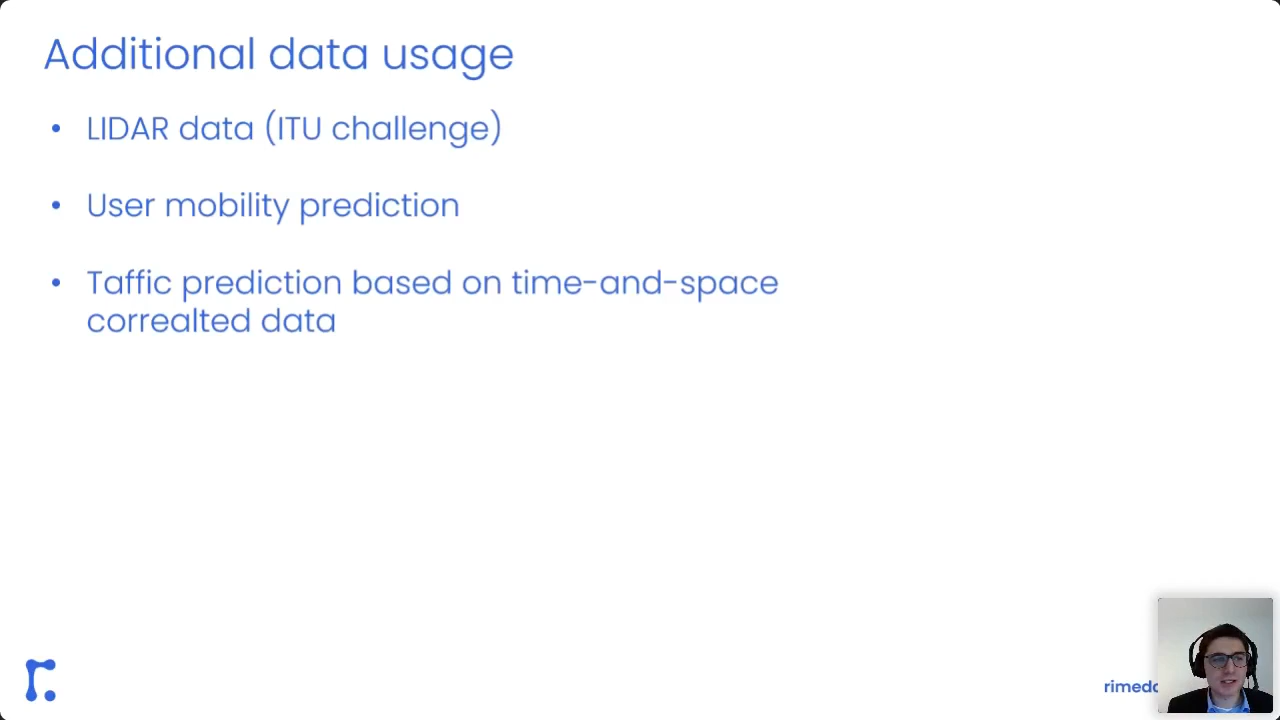 Additional data usage
• LIDAR data (ITU challenge)
• User mobility prediction
• Taffic prediction based on time-and-space
correalted data